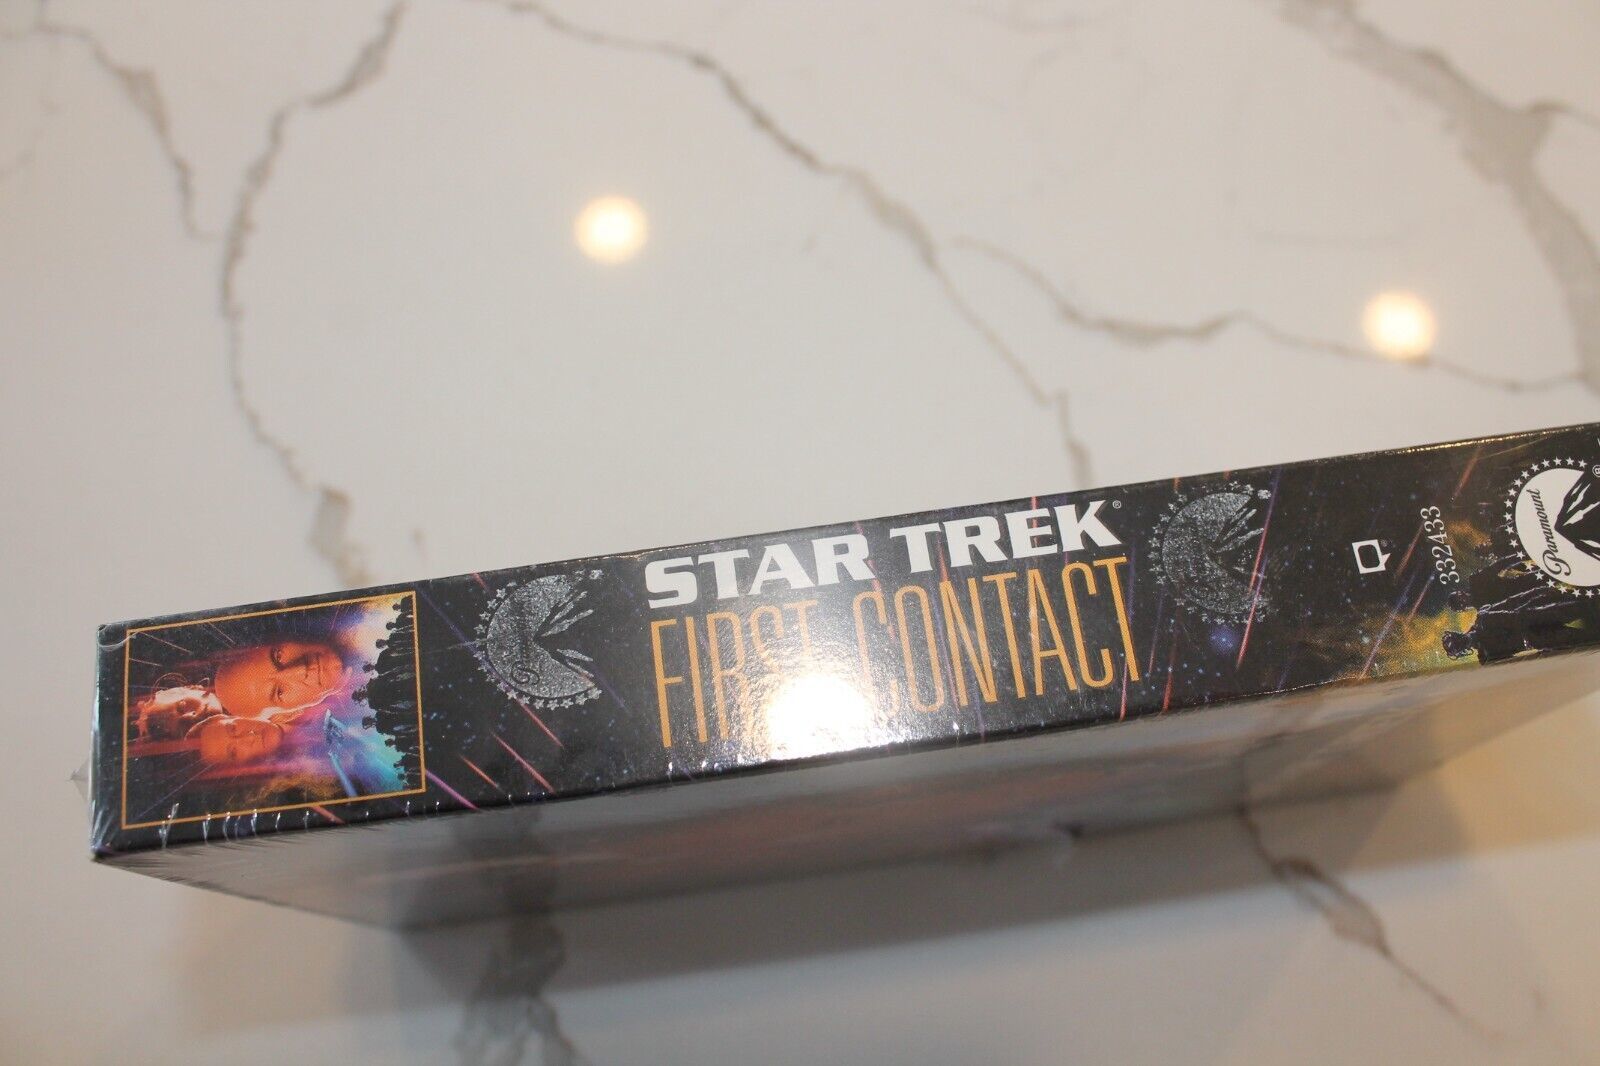 STAR TREK®
FIRST CONTACT
332433
Paramount
®